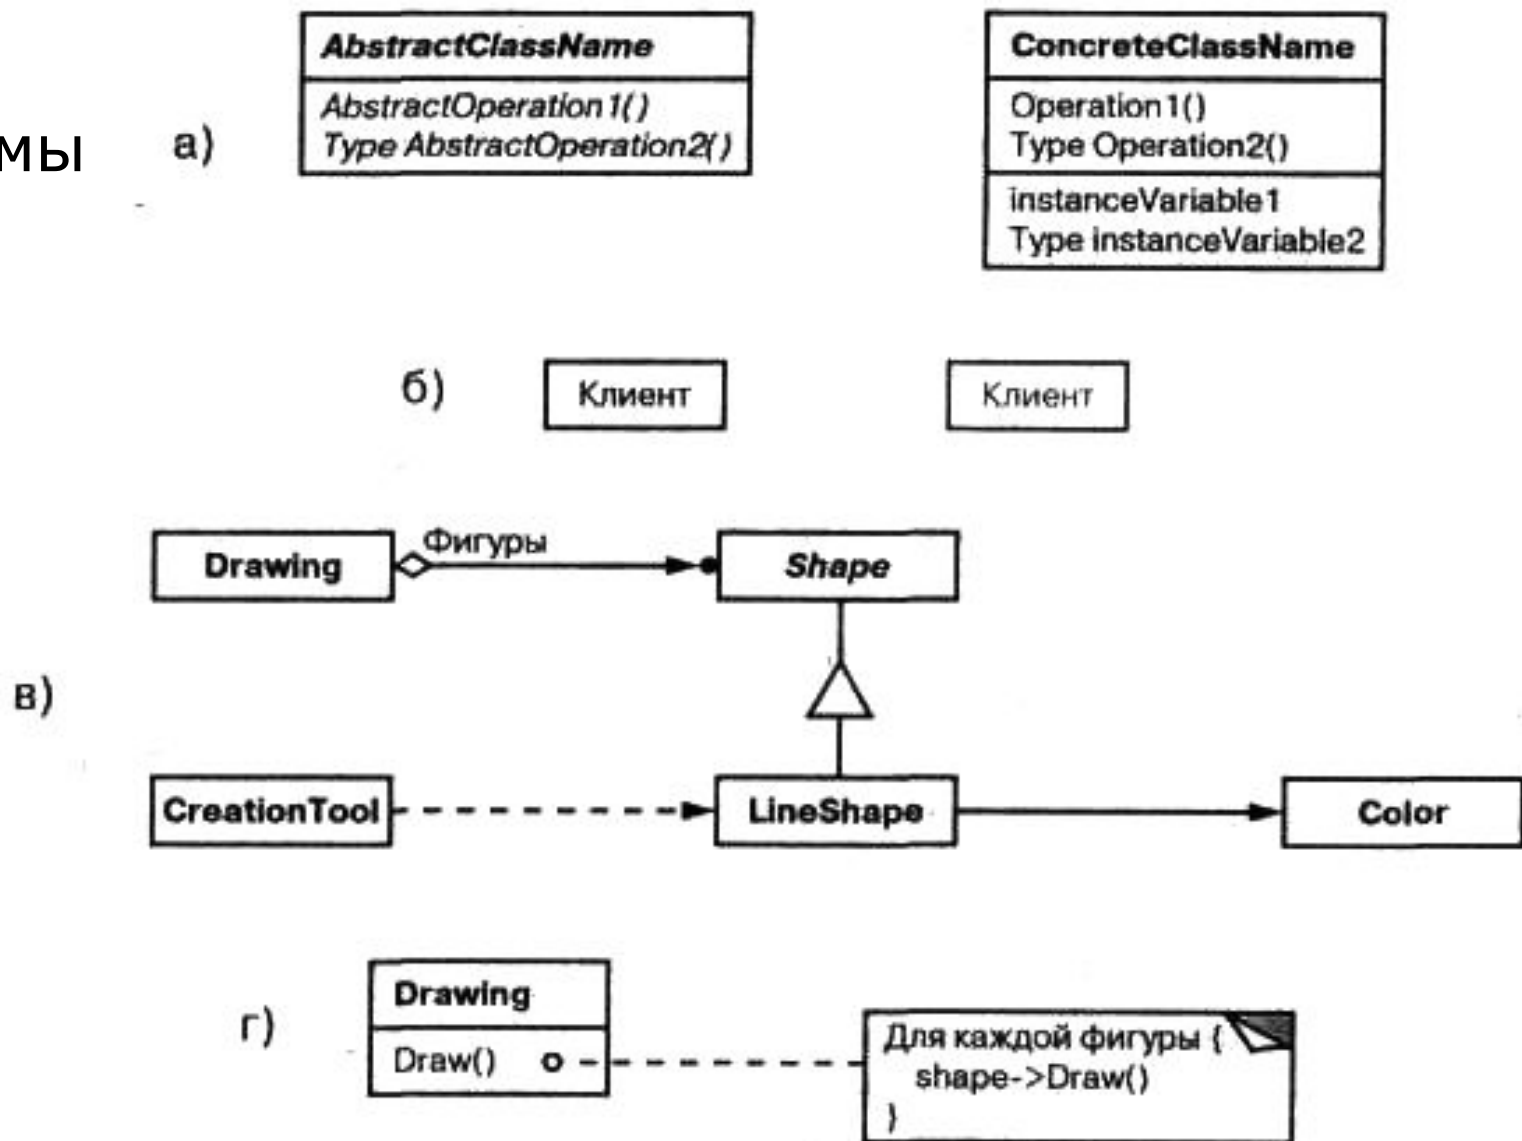 AbstractClassName
AbstractOperation1()
Type AbstractOperation2()
ConcreteClassName
Operation1()
Type Operation2()
instanceVariable1
Type instanceVariable2
мы
а)
б)
Клиент
Клиент
Drawing
Фигуры
Shape
в)
CreationTool
LineShape
Color
г)
Drawing
Draw()
Для каждой фигуры {
shape->Draw()
}